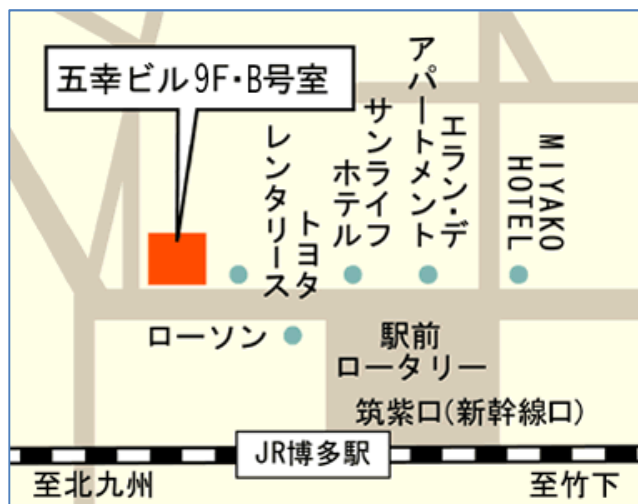 五幸ビル9F・B号室
トヨタ
レンタリース
サンライフ
ホテル
エラン・デ
アパートメント
MIYAKO
HOTEL
ローソン
駅前
ロータリー
筑紫口(新幹線口)
JR博多駅
至北九州
至竹下